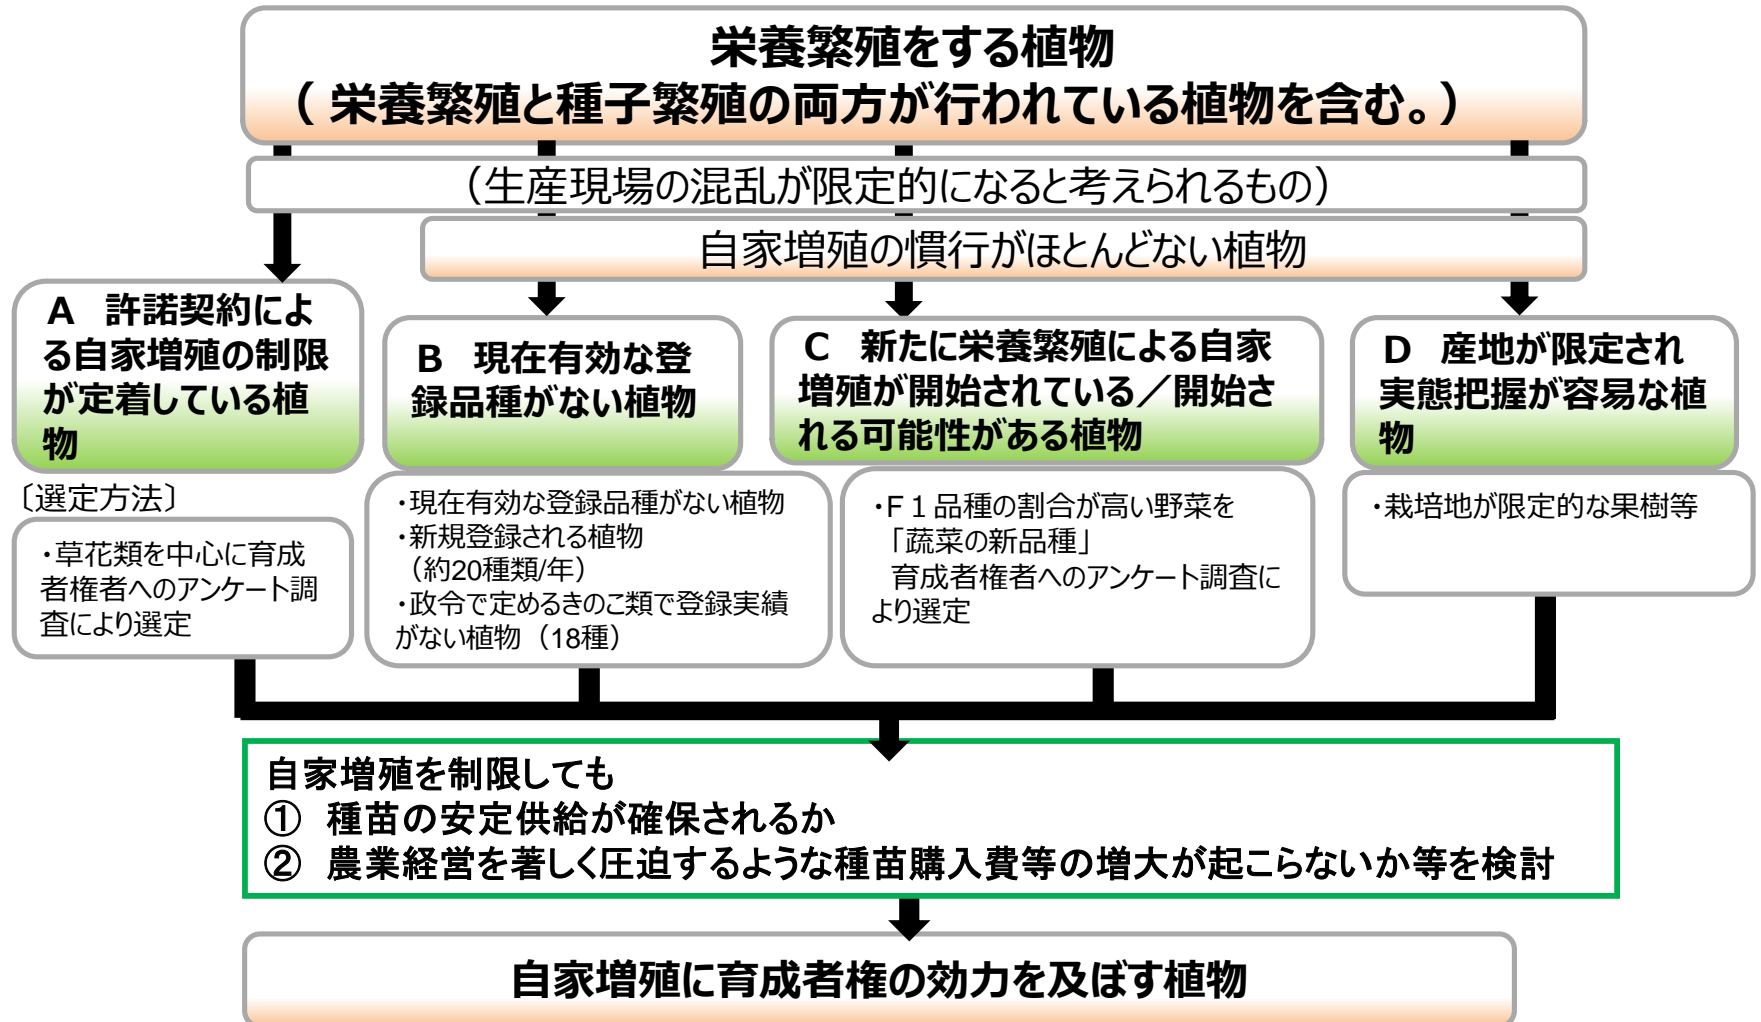 栄養繁殖をする植物
（ 栄養繁殖と種子繁殖の両方が行われている植物を含む。）
（生産現場の混乱が限定的になると考えられるもの）
自家増殖の慣行がほとんどない植物
A　許諾契約によ
る自家増殖の制限
が定着している植
物
B　現在有効な登
録品種がない植物
C　新たに栄養繁殖による自家
増殖が開始されている／開始さ
れる可能性がある植物
D　産地が限定され
実態把握が容易な植
物
〔選定方法〕
・草花類を中心に育成
者権者へのアンケート調
査により選定
・現在有効な登録品種がない植物
・新規登録される植物
（約20種類/年）
・政令で定めるきのこ類で登録実績
がない植物（18種）
・F１品種の割合が高い野菜を
「蔬菜の新品種」
育成者権者へのアンケート調査に
より選定
・栽培地が限定的な果樹等
自家増殖を制限しても
①　種苗の安定供給が確保されるか
②　農業経営を著しく圧迫するような種苗購入費等の増大が起こらないか等を検討
自家増殖に育成者権の効力を及ぼす植物